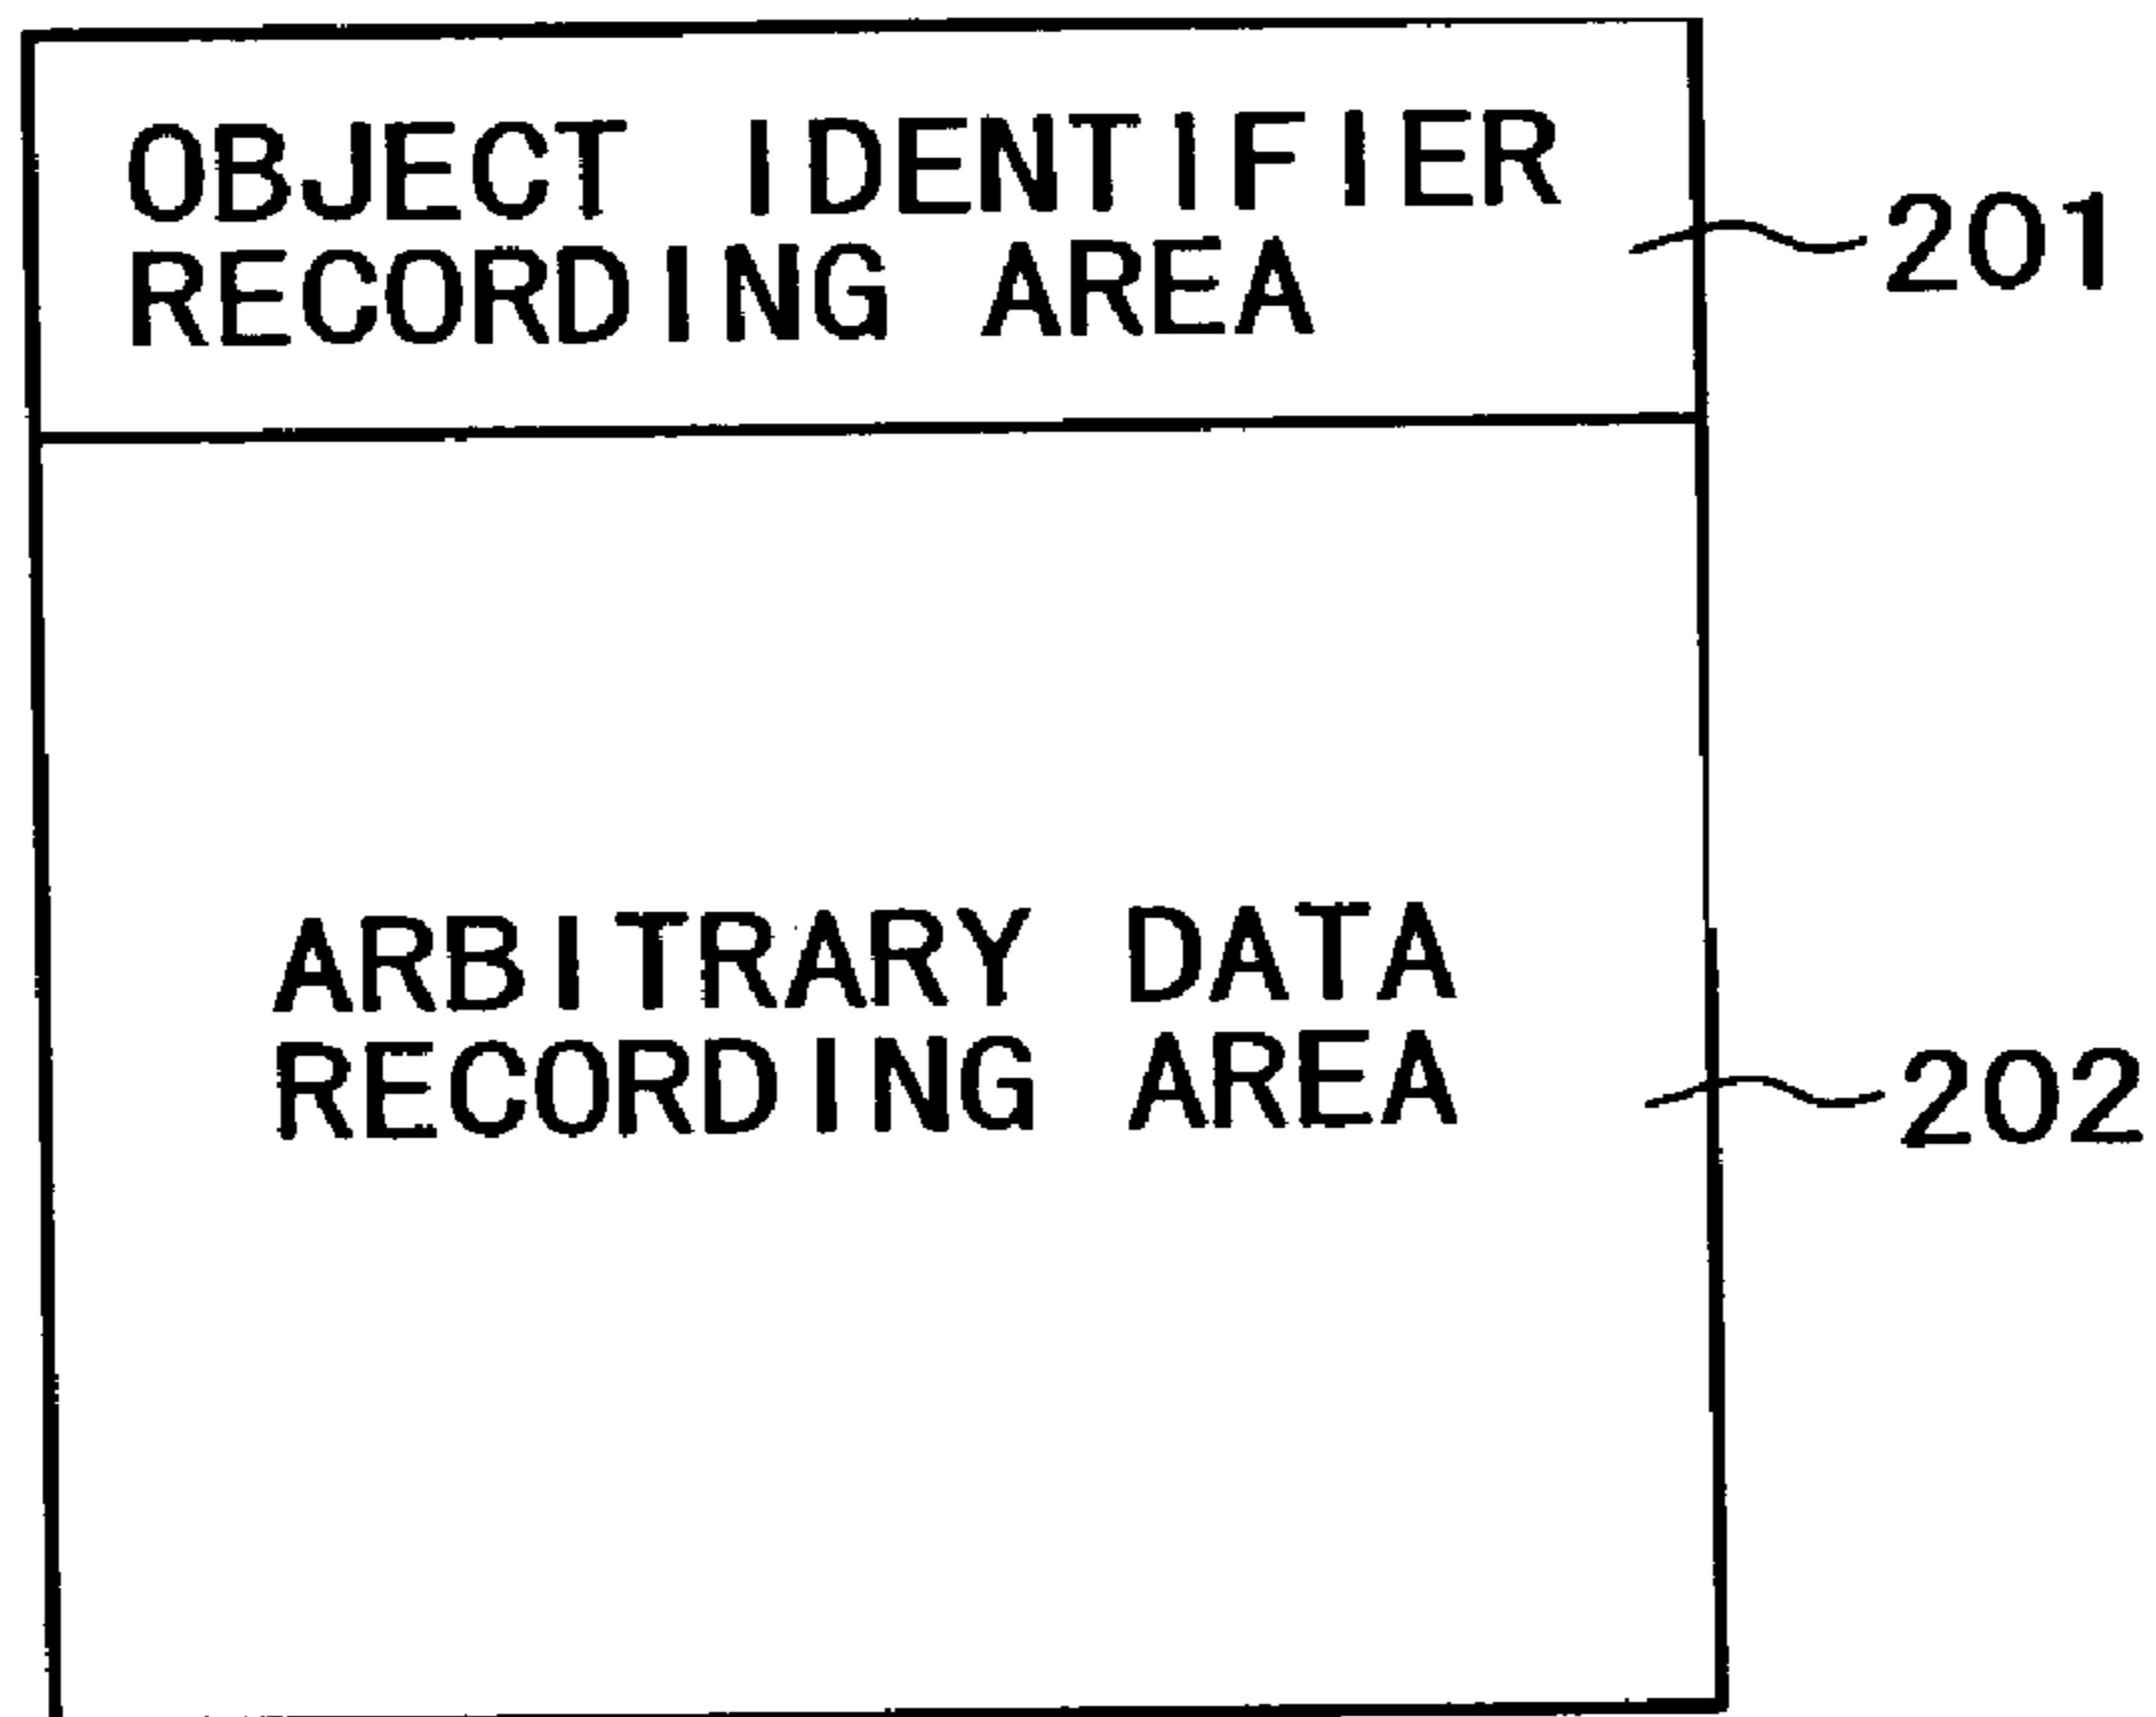 OBJECT IDENTIFIER
RECORDING AREA
201
ARBITRARY DATA
RECORDING AREA
202